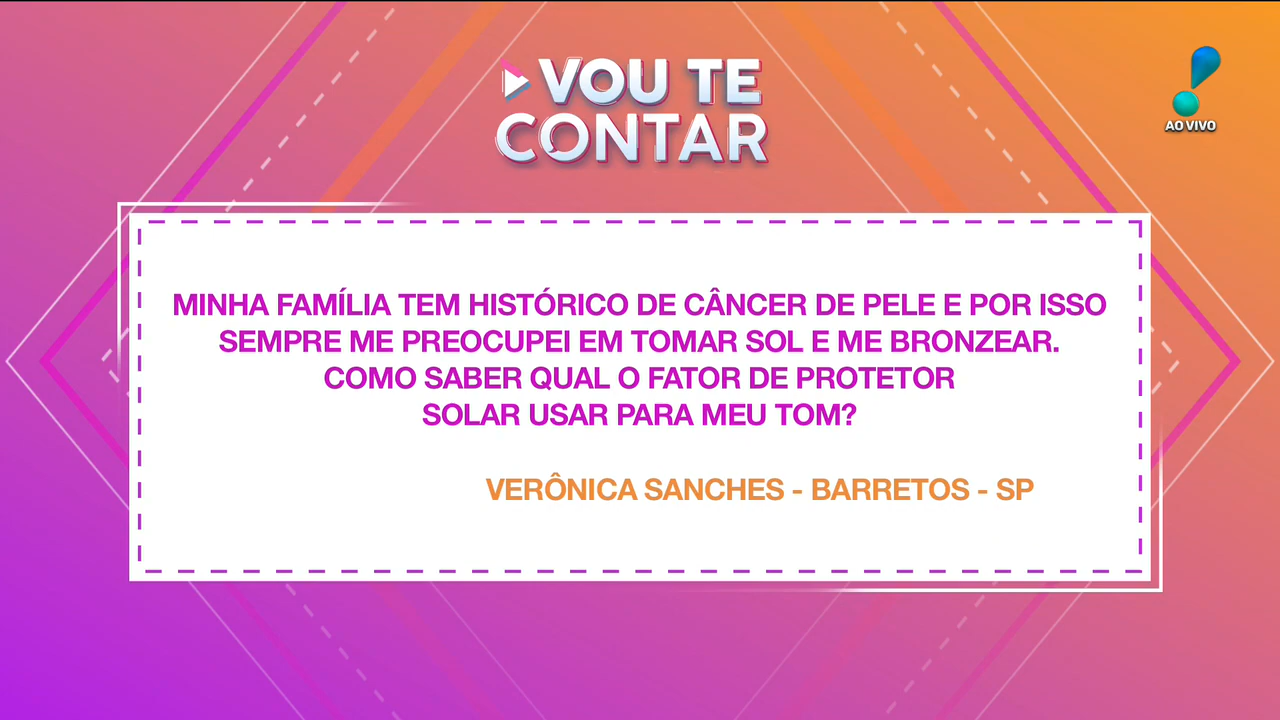 VOU TE
CONTAR
AO VIVO
MINHA FAMÍLIA TEM HISTÓRICO DE CÂNCER DE PELE E POR ISSO
SEMPRE ME PREOCUPEI EM TOMAR SOL E ME BRONZEAR.
COMO SABER QUAL O FATOR DE PROTETOR
SOLAR USAR PARA MEU TOM?
VERÔNICA SANCHES - BARRETOS - SP